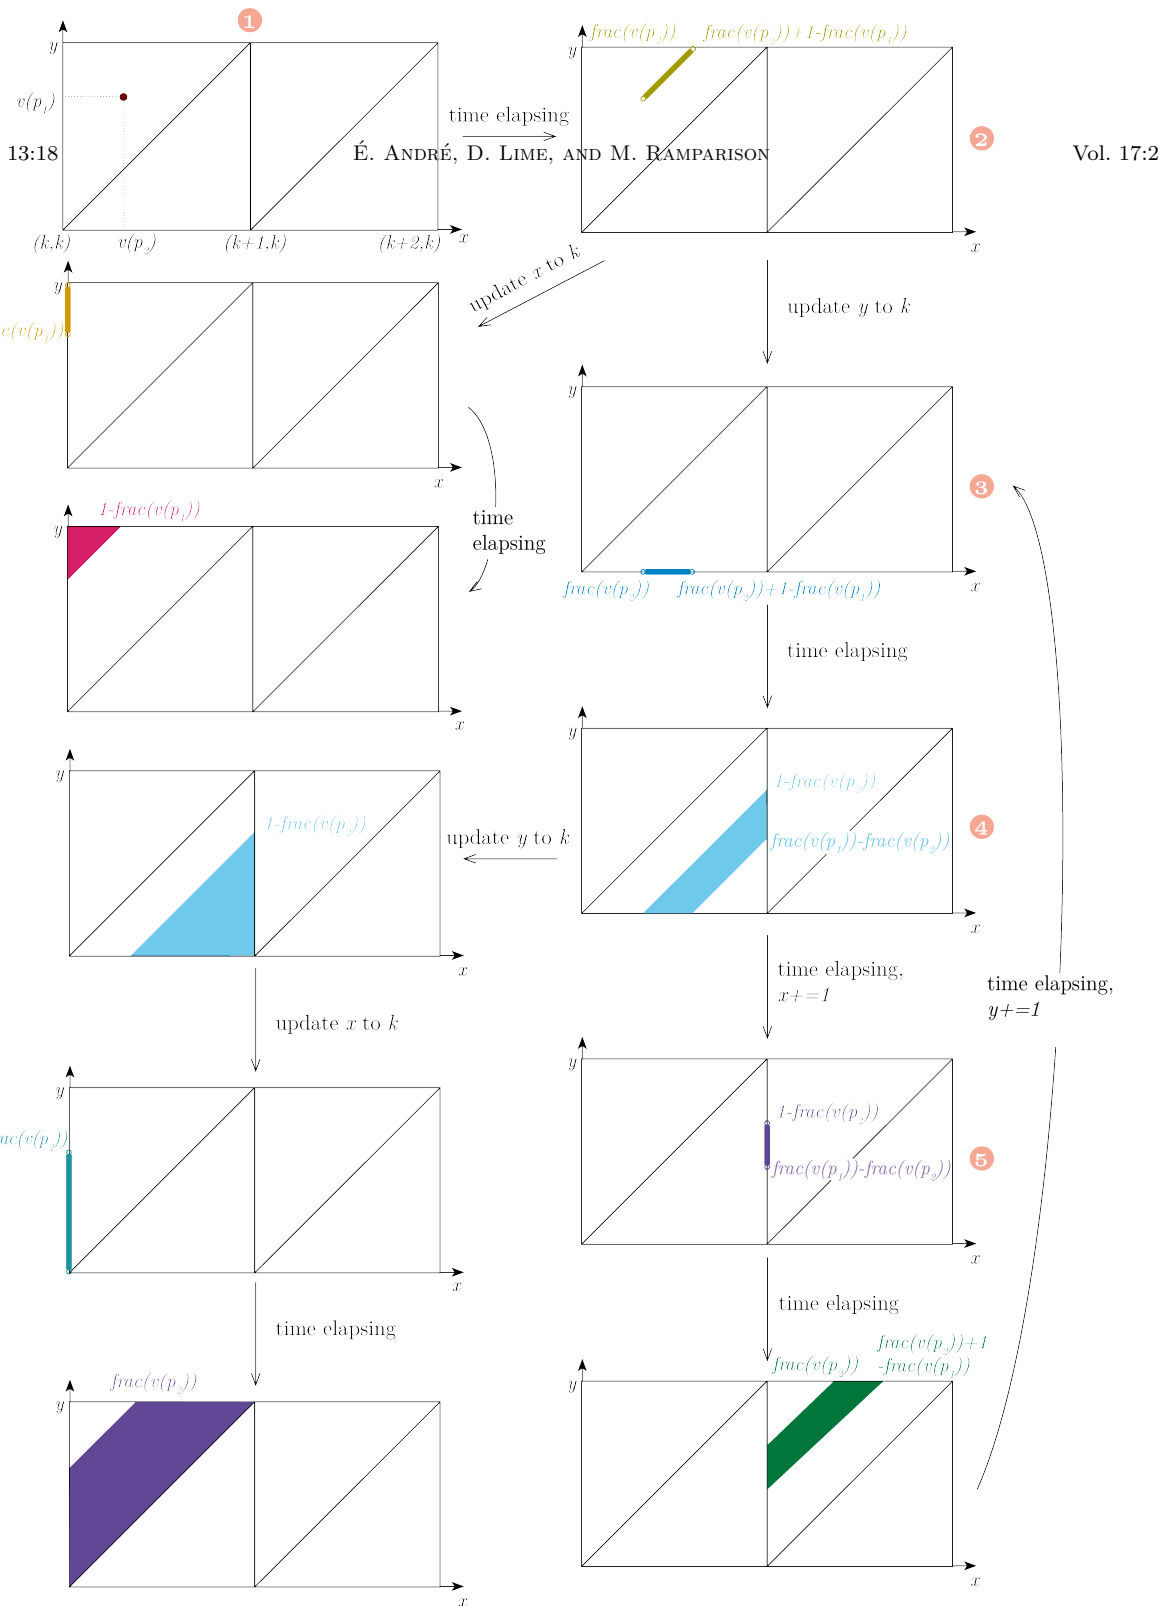 1
y
v(p1)
(k,k)
v(p2)
(k+1,k)
(k+2,k)
x
time elapsing
frac(v(p2))
frac(v(p2))+1-frac(v(p1))
y
x
2
13:18
É. André, D. Lime, and M. Ramparison
Vol. 17:2
update x to k
update y to k
y
c(v(p1))
x
y
3
frac(v(p2))
frac(v(p2))+1-frac(v(p1))
x
time
elapsing
1-frac(v(p1))
y
x
time elapsing
y
1-frac(v(p2))
frac(v(p1))-frac(v(p2))
4
x
update y to k
y
1-frac(v(p2))
x
time elapsing,
x+=1
time elapsing,
y+=1
update x to k
y
1-frac(v(p2))
frac(v(p1))-frac(v(p2))
5
x
y
rac(v(p2))
x
time elapsing
time elapsing
frac(v(p2))
y
x
frac(v(p2))
frac(v(p2))+1
-frac(v(p1))
y
x